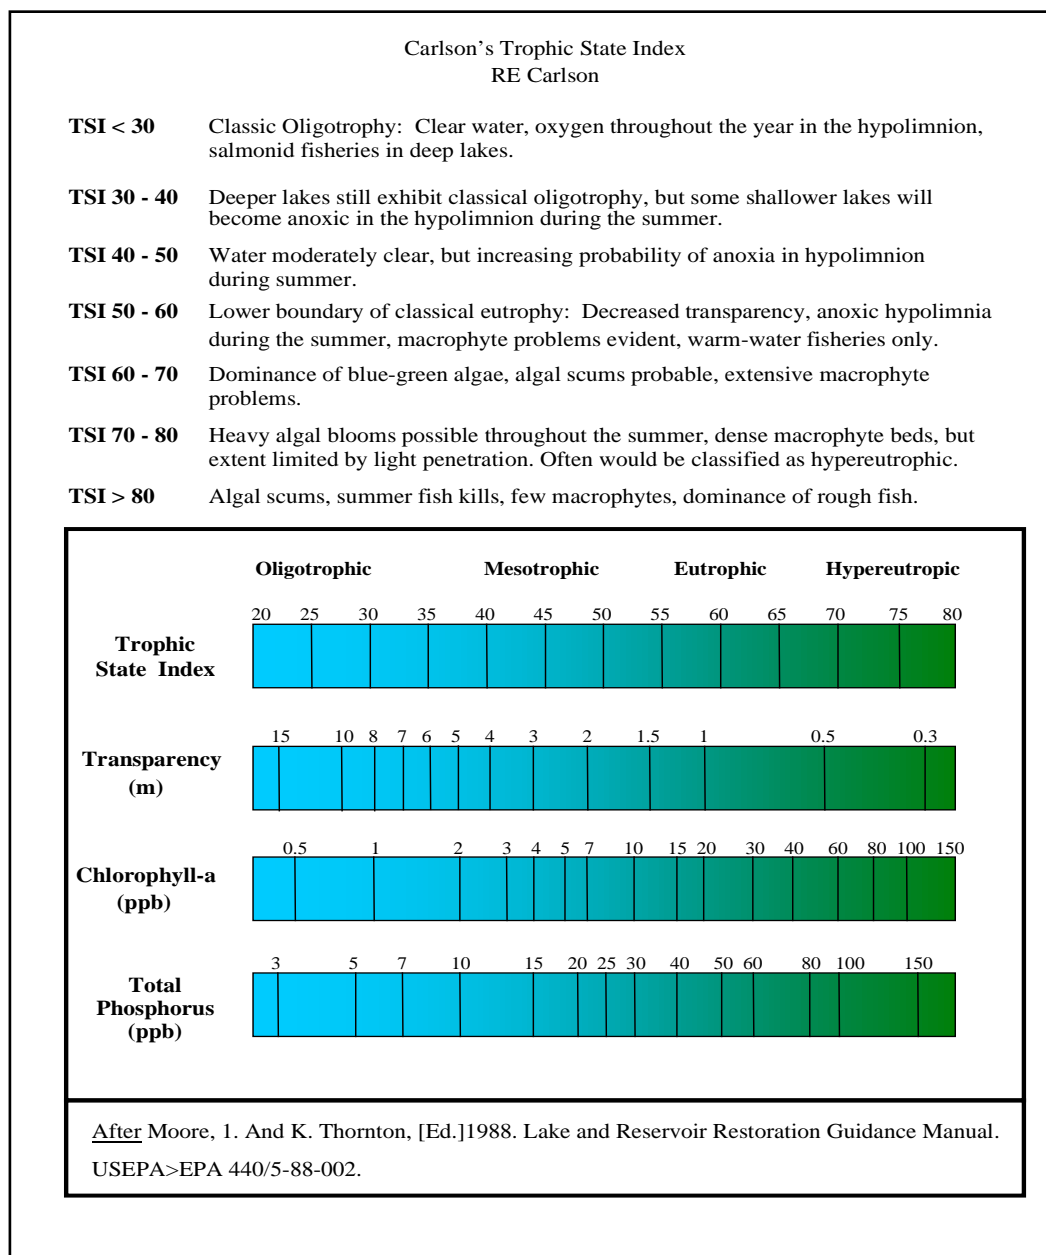 Carlson's Trophic State Index
RE Carlson
TSI < 30 Classic Oligotrophy: Clear water, oxygen throughout the year in the hypolimnion,
salmonid fisheries in deep lakes.
TSI 30 - 40 Deeper lakes still exhibit classical oligotrophy, but some shallower lakes will
become anoxic in the hypolimnion during the summer.
TSI 40 - 50 Water moderately clear, but increasing probability of anoxia in hypolimnion
during summer.
TSI 50 - 60 Lower boundary of classical eutrophy: Decreased transparency, anoxic hypolimnia
during the summer, macrophyte problems evident, warm-water fisheries only.
TSI 60 - 70 Dominance of blue-green algae, algal scums probable, extensive macrophyte
problems.
TSI 70 - 80 Heavy algal blooms possible throughout the summer, dense macrophyte beds, but
extent limited by light penetration. Often would be classified as hypereutrophic.
TSI > 80 Algal scums, summer fish kills, few macrophytes, dominance of rough fish.
Oligotrophic Mesotrophic Eutrophic Hypereutropic
20 25 30 35 40 45 50 55 60 65 70 75 80
Trophic
State Index
15 10 8 7 6 5 4 3 2 1.5 1 0.5 0.3
Transparency
(m)
0.5 1 2 3 4 5 7 10 15 20 30 40 60 80 100 150
Chlorophyll-a
(ppb)
3 5 7 10 15 20 25 30 40 50 60 80 100 150
Total
Phosphorus
(ppb)
After Moore, 1. And K. Thornton, [Ed.]1988. Lake and Reservoir Restoration Guidance Manual.
USEPA>EPA 440/5-88-002.